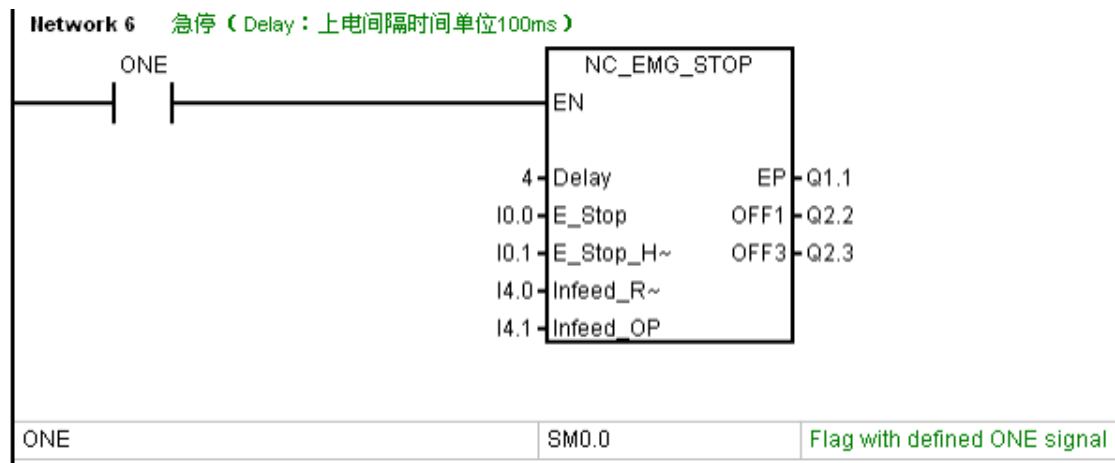 Network 6 急停（Delay：上电间隔时间单位100ms）
ONE
NC_EMG_STOP
EN
4 Delay EP Q1.1
I0.0 E_Stop OFF1 Q2.2
I0.1 E_Stop_H~ OFF3 Q2.3
I4.0 Infeed_R~
I4.1 Infeed_OP
ONE SM0.0 Flag with defined ONE signal